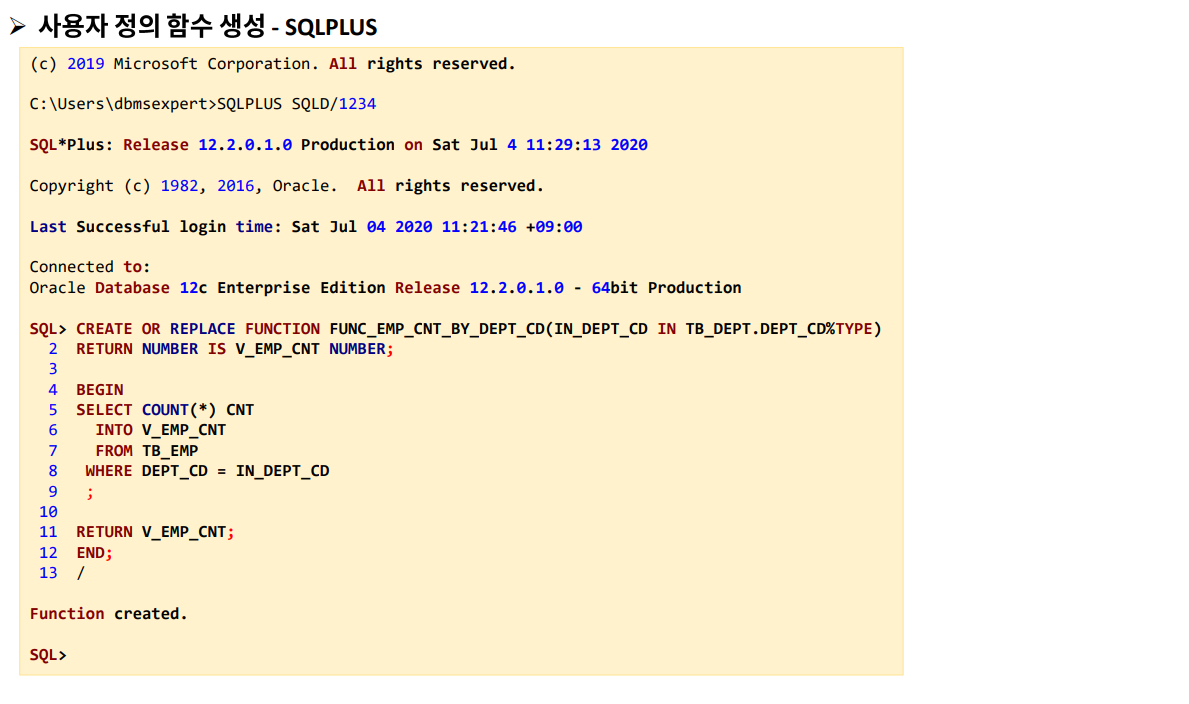 ➢ 사용자 정의 함수 생성 - SQLPLUS
(c) 2019 Microsoft Corporation. All rights reserved.
C:\Users\dbmsexpert>SQLPLUS SQLD/1234
SQL*Plus: Release 12.2.0.1.0 Production on Sat Jul 4 11:29:13 2020
Copyright (c) 1982, 2016, Oracle.  All rights reserved.
Last Successful login time: Sat Jul 04 2020 11:21:46 +09:00
Connected to:
Oracle Database 12c Enterprise Edition Release 12.2.0.1.0 - 64bit Production
SQL> CREATE OR REPLACE FUNCTION FUNC_EMP_CNT_BY_DEPT_CD(IN_DEPT_CD IN TB_DEPT.DEPT_CD%TYPE)
  2  RETURN NUMBER IS V_EMP_CNT NUMBER;
  3
  4  BEGIN
  5  SELECT COUNT(*) CNT
  6    INTO V_EMP_CNT
  7    FROM TB_EMP
  8   WHERE DEPT_CD = IN_DEPT_CD
  9   ;
 10
 11  RETURN V_EMP_CNT;
 12  END;
 13  /
Function created.
SQL>